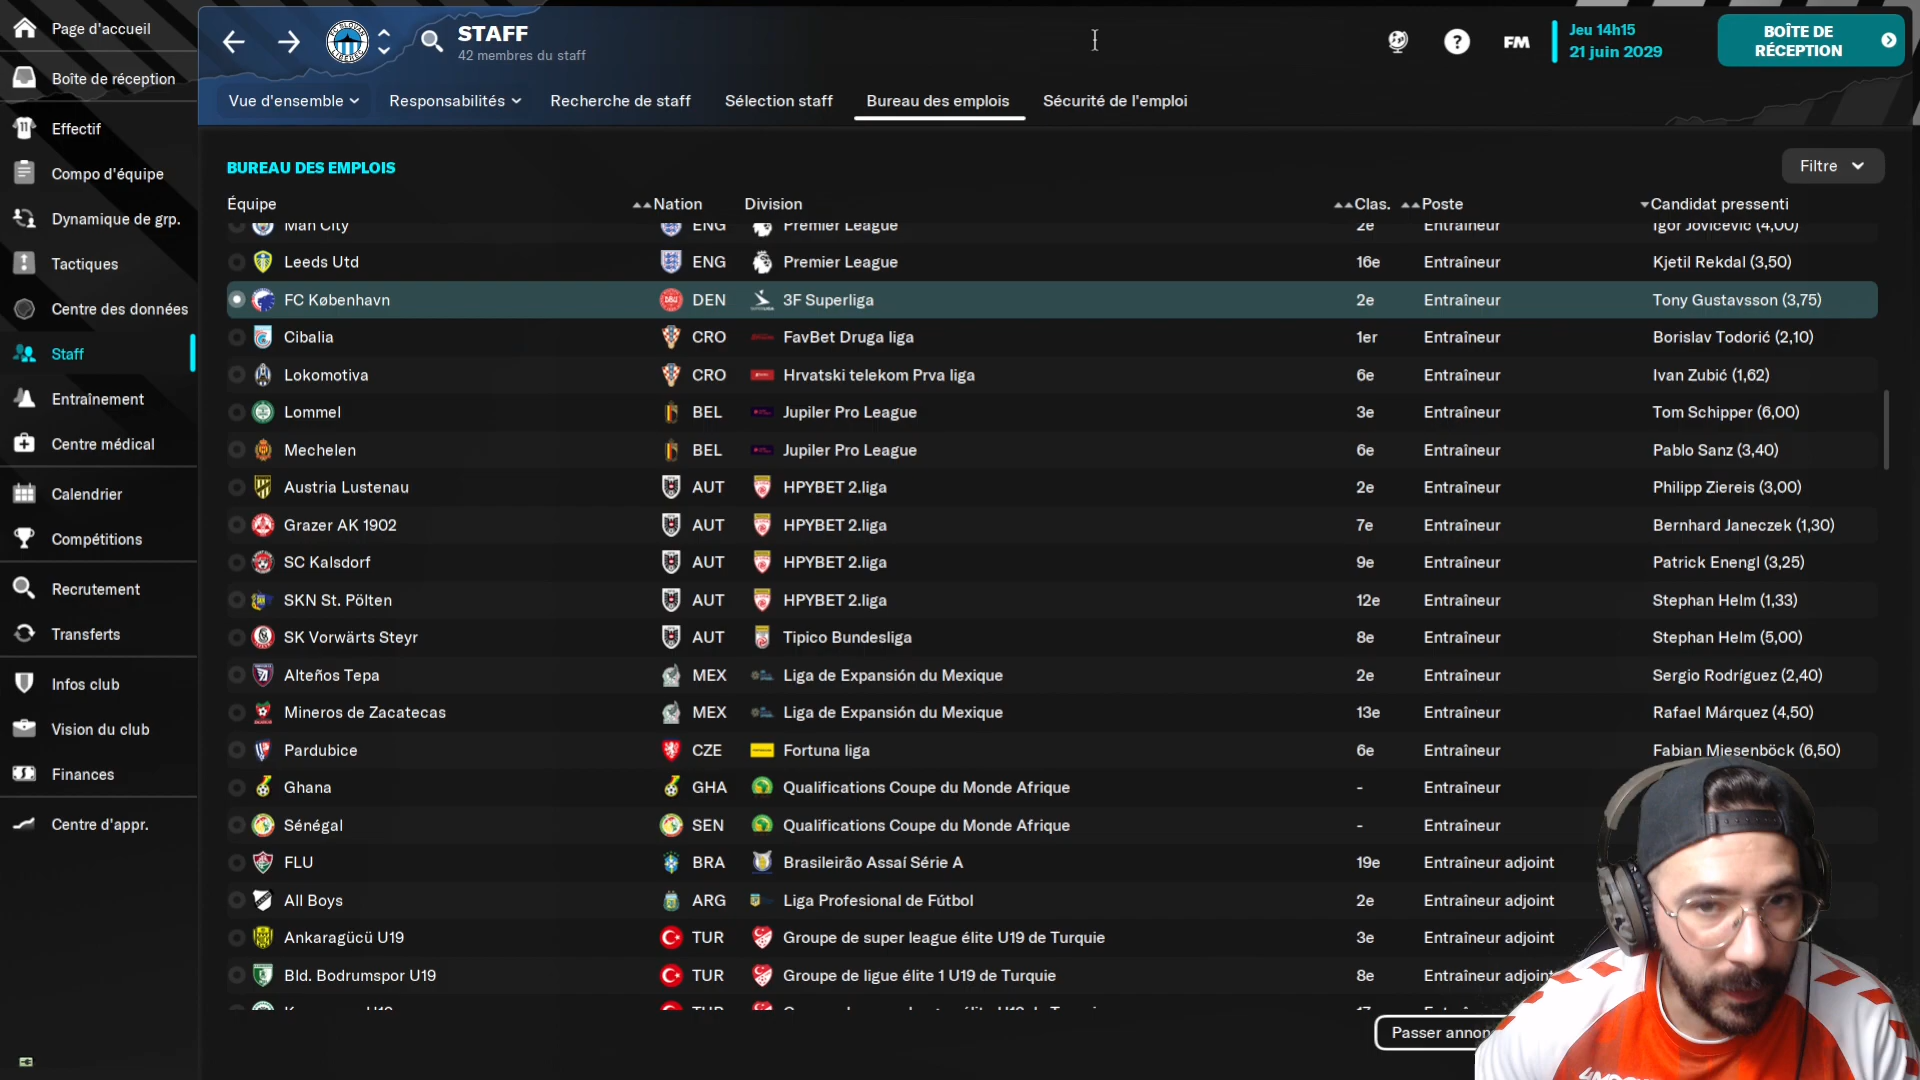 Page d'accueil
Boîte de réception
Effectif
Compo d'équipe
Dynamique de grp.
Tactiques
Centre des données
Staff
Entraînement
Centre médical
Calendrier
Compétitions
Recrutement
Transferts
Infos club
Vision du club
Finances
Centre d'appr.
STAFF
42 membres du staff
FM
Jeu 14h15
21 juin 2029
BOÎTE DE
RÉCEPTION
Vue d'ensemble Responsabilités Recherche de staff Sélection staff Bureau des emplois Sécurité de l'emploi
BUREAU DES EMPLOIS
Filtre
Équipe Nation Division Clas. Poste Candidat pressenti
Man City ENG Premier League 2e Entraîneur Igor Jovicevic (4,00)
Leeds Utd ENG Premier League 16e Entraîneur Kjetil Rekdal (3,50)
FC København DEN 3F Superliga 2e Entraîneur Tony Gustavsson (3,75)
Cibalia CRO FavBet Druga liga 1er Entraîneur Borislav Todorić (2,10)
Lokomotiva CRO Hrvatski telekom Prva liga 6e Entraîneur Ivan Zubić (1,62)
Lommel BEL Jupiler Pro League 3e Entraîneur Tom Schipper (6,00)
Mechelen BEL Jupiler Pro League 6e Entraîneur Pablo Sanz (3,40)
Austria Lustenau AUT HPYBET 2.liga 2e Entraîneur Philipp Ziereis (3,00)
Grazer AK 1902 AUT HPYBET 2.liga 7e Entraîneur Bernhard Janeczek (1,30)
SC Kalsdorf AUT HPYBET 2.liga 9e Entraîneur Patrick Enengl (3,25)
SKN St. Pölten AUT HPYBET 2.liga 12e Entraîneur Stephan Helm (1,33)
SK Vorwärts Steyr AUT Tipico Bundesliga 8e Entraîneur Stephan Helm (5,00)
Alteños Tepa MEX Liga de Expansión du Mexique 2e Entraîneur Sergio Rodríguez (2,40)
Mineros de Zacatecas MEX Liga de Expansión du Mexique 13e Entraîneur Rafael Márquez (4,50)
Pardubice CZE Fortuna liga 6e Entraîneur Fabian Miesenböck (6,50)
Ghana GHA Qualifications Coupe du Monde Afrique - Entraîneur
Sénégal SEN Qualifications Coupe du Monde Afrique - Entraîneur
FLU BRA Brasileirão Assaí Série A 19e Entraîneur adjoint
All Boys ARG Liga Profesional de Fútbol 2e Entraîneur adjoint
Ankaragücü U19 TUR Groupe de super league élite U19 de Turquie 3e Entraîneur adjoint
Bld. Bodrumspor U19 TUR Groupe de ligue élite 1 U19 de Turquie 8e Entraîneur adjoint
Passer annon